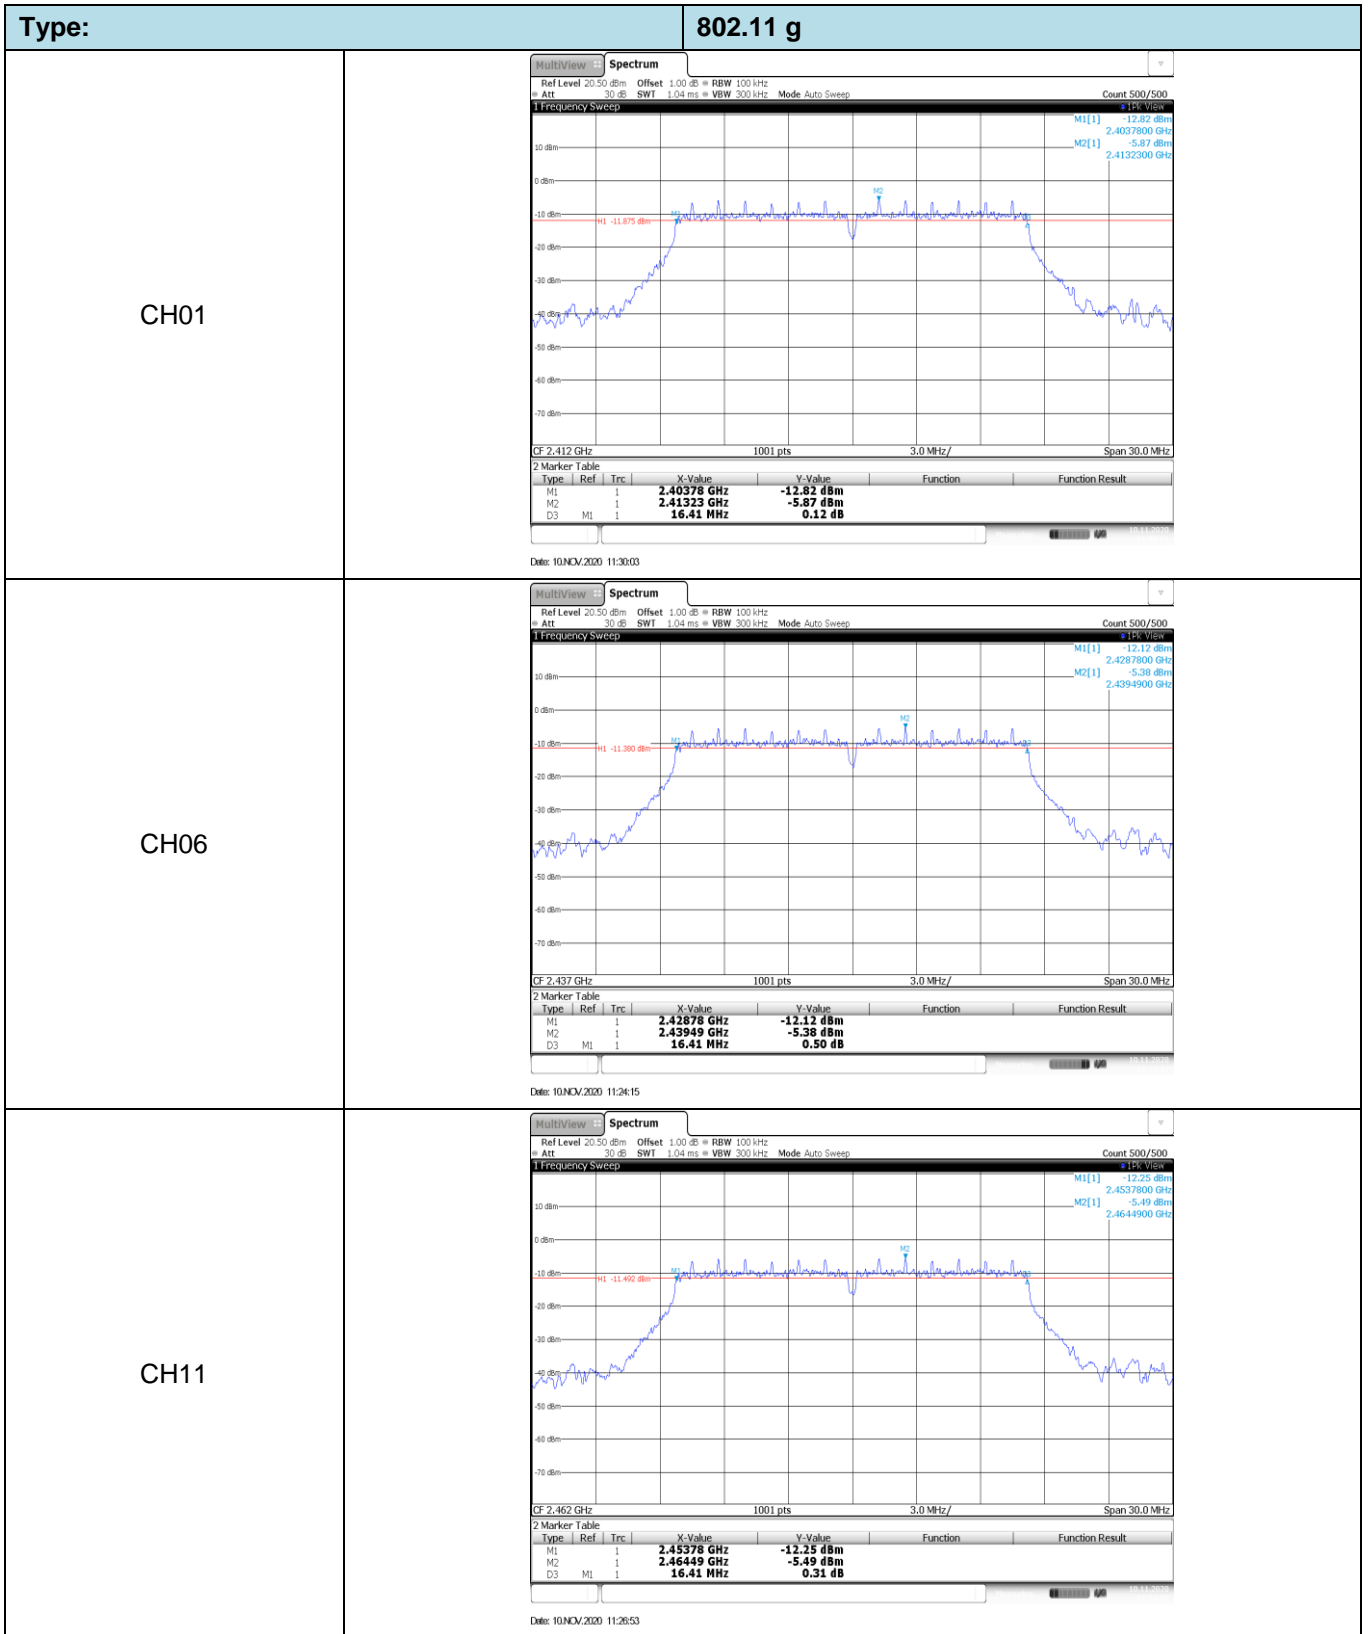 Type: 802.11 g
CH01
MultiView Spectrum
Ref Level 20.50 dBm Offset 1.00 dB RBW 100 kHz
Att 30 dB SWT 1.04 ms VBW 300 kHz Mode Auto Sweep Count 500/500
1 Frequency Sweep 1Pk View
M1[1] -12.82 dBm
2.4037800 GHz
M2[1] -5.87 dBm
2.4132300 GHz
10 dBm
0 dBm
M2
-10 dBm
H1 -11.875 dBm
-20 dBm
-30 dBm
-40 dBm
-50 dBm
-60 dBm
-70 dBm
CF 2.412 GHz 1001 pts 3.0 MHz/ Span 30.0 MHz
2 Marker Table
Type Ref Trc X-Value Y-Value Function Function Result
M1 1 2.40378 GHz -12.82 dBm
M2 1 2.41323 GHz -5.87 dBm
D3 M1 1 16.41 MHz 0.12 dB
10.11.2020
Date: 10.NOV.2020 11:30:03
CH06
MultiView Spectrum
Ref Level 20.50 dBm Offset 1.00 dB RBW 100 kHz
Att 30 dB SWT 1.04 ms VBW 300 kHz Mode Auto Sweep Count 500/500
1 Frequency Sweep 1Pk View
M1[1] -12.12 dBm
2.4287800 GHz
M2[1] -5.38 dBm
2.4394900 GHz
10 dBm
0 dBm
M2
M1
-10 dBm
H1 -11.380 dBm
-20 dBm
-30 dBm
-40 dBm
-50 dBm
-60 dBm
-70 dBm
CF 2.437 GHz 1001 pts 3.0 MHz/ Span 30.0 MHz
2 Marker Table
Type Ref Trc X-Value Y-Value Function Function Result
M1 1 2.42878 GHz -12.12 dBm
M2 1 2.43949 GHz -5.38 dBm
D3 M1 1 16.41 MHz 0.50 dB
10.11.2020
Date: 10.NOV.2020 11:24:15
CH11
MultiView Spectrum
Ref Level 20.50 dBm Offset 1.00 dB RBW 100 kHz
Att 30 dB SWT 1.04 ms VBW 300 kHz Mode Auto Sweep Count 500/500
1 Frequency Sweep 1Pk View
M1[1] -12.25 dBm
2.4537800 GHz
M2[1] -5.49 dBm
2.4644900 GHz
10 dBm
0 dBm
M2
M1
-10 dBm
H1 -11.492 dBm
-20 dBm
-30 dBm
-40 dBm
-50 dBm
-60 dBm
-70 dBm
CF 2.462 GHz 1001 pts 3.0 MHz/ Span 30.0 MHz
2 Marker Table
Type Ref Trc X-Value Y-Value Function Function Result
M1 1 2.45378 GHz -12.25 dBm
M2 1 2.46449 GHz -5.49 dBm
D3 M1 1 16.41 MHz 0.31 dB
10.11.2020
Date: 10.NOV.2020 11:26:53